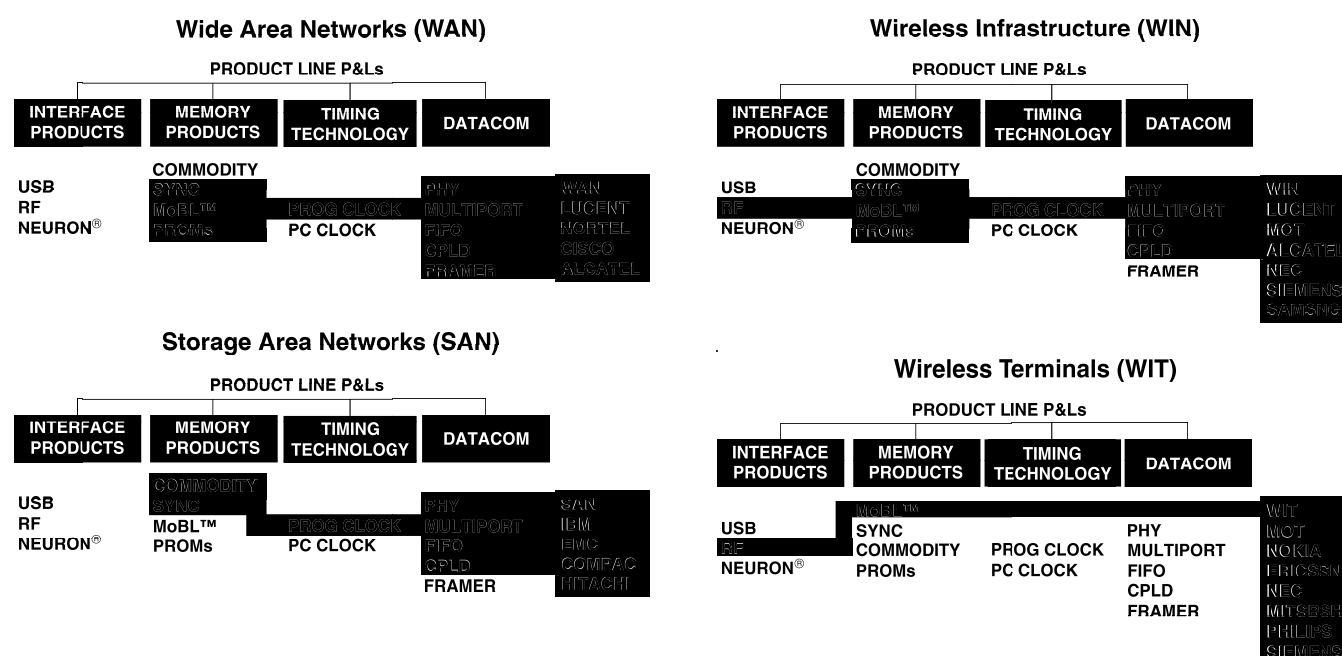 Wide Area Networks (WAN)
PRODUCT LINE P&Ls
INTERFACE PRODUCTS
MEMORY PRODUCTS
TIMING TECHNOLOGY
DATACOM
USB
RF
NEURON®
COMMODITY
SYNC
MoBL™
PROMs
PROG CLOCK
PC CLOCK
PHY
MULTIPORT
FIFO
CPLD
FRAMER
WAN
LUCENT
NORTEL
CISCO
ALCATEL
Wireless Infrastructure (WIN)
PRODUCT LINE P&Ls
INTERFACE PRODUCTS
MEMORY PRODUCTS
TIMING TECHNOLOGY
DATACOM
USB
RF
NEURON®
COMMODITY
SYNC
MoBL™
PROMs
PROG CLOCK
PC CLOCK
PHY
MULTIPORT
FIFO
CPLD
FRAMER
WIN
LUCENT
MOT
ALCATEL
NEC
SIEMENS
SAMSNG
Storage Area Networks (SAN)
PRODUCT LINE P&Ls
INTERFACE PRODUCTS
MEMORY PRODUCTS
TIMING TECHNOLOGY
DATACOM
USB
RF
NEURON®
COMMODITY
SYNC
MoBL™
PROMs
PROG CLOCK
PC CLOCK
PHY
MULTIPORT
FIFO
CPLD
FRAMER
SAN
IBM
EMC
COMPAC
HITACHI
Wireless Terminals (WIT)
PRODUCT LINE P&Ls
INTERFACE PRODUCTS
MEMORY PRODUCTS
TIMING TECHNOLOGY
DATACOM
USB
RF
NEURON®
MoBL™
SYNC
COMMODITY
PROMs
PROG CLOCK
PC CLOCK
PHY
MULTIPORT
FIFO
CPLD
FRAMER
WIT
MOT
NOKIA
ERICSSN
NEC
MITSBSH
PHILIPS
SIEMENS